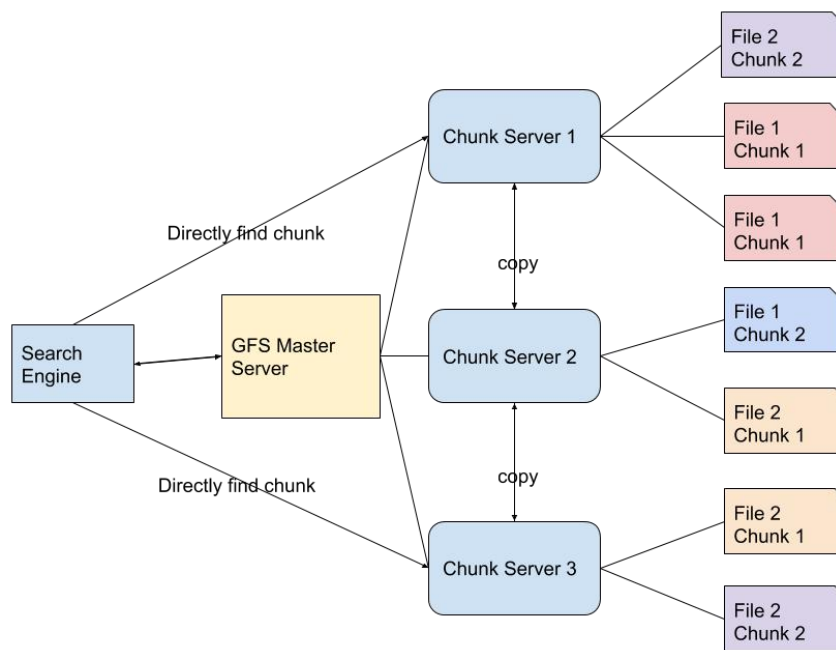 File 2
Chunk 2
Chunk Server 1
File 1
Chunk 1
File 1
Chunk 1
Directly find chunk
copy
Search
Engine
GFS Master
Server
Chunk Server 2
File 1
Chunk 2
File 2
Chunk 1
Directly find chunk
copy
Chunk Server 3
File 2
Chunk 1
File 2
Chunk 2